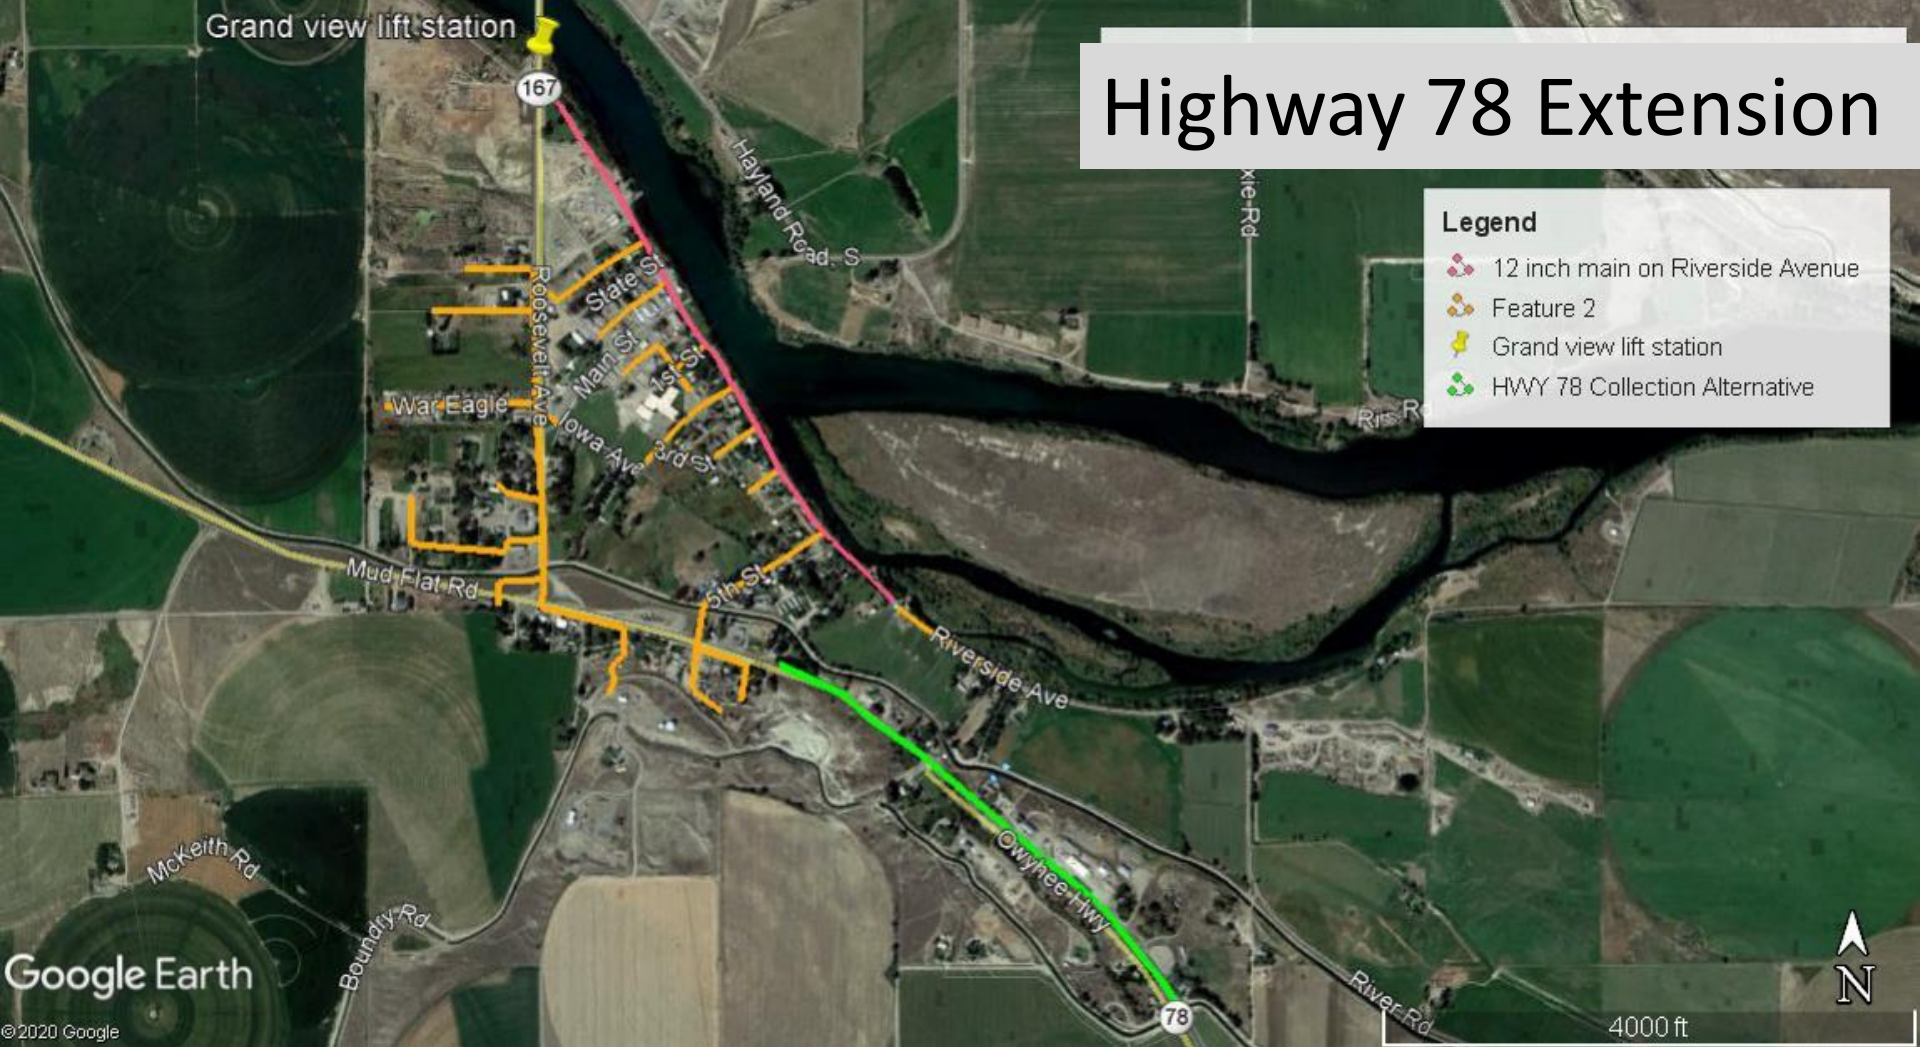 Grand view lift station
167
Highway 78 Extension
Hayland Road, S
xie-Rd
Legend
12 inch main on Riverside Avenue
Feature 2
Grand view lift station
HWY 78 Collection Alternative
State St
Roosevelt Ave
Main St
1st St
War Eagle
Iowa Ave
3rd St
Mud Flat Rd
5th St
Riverside Ave
McKeith Rd
Boundry Rd
Owyhee Hwy
River Rd
78
N
4000 ft
Google Earth
©2020 Google